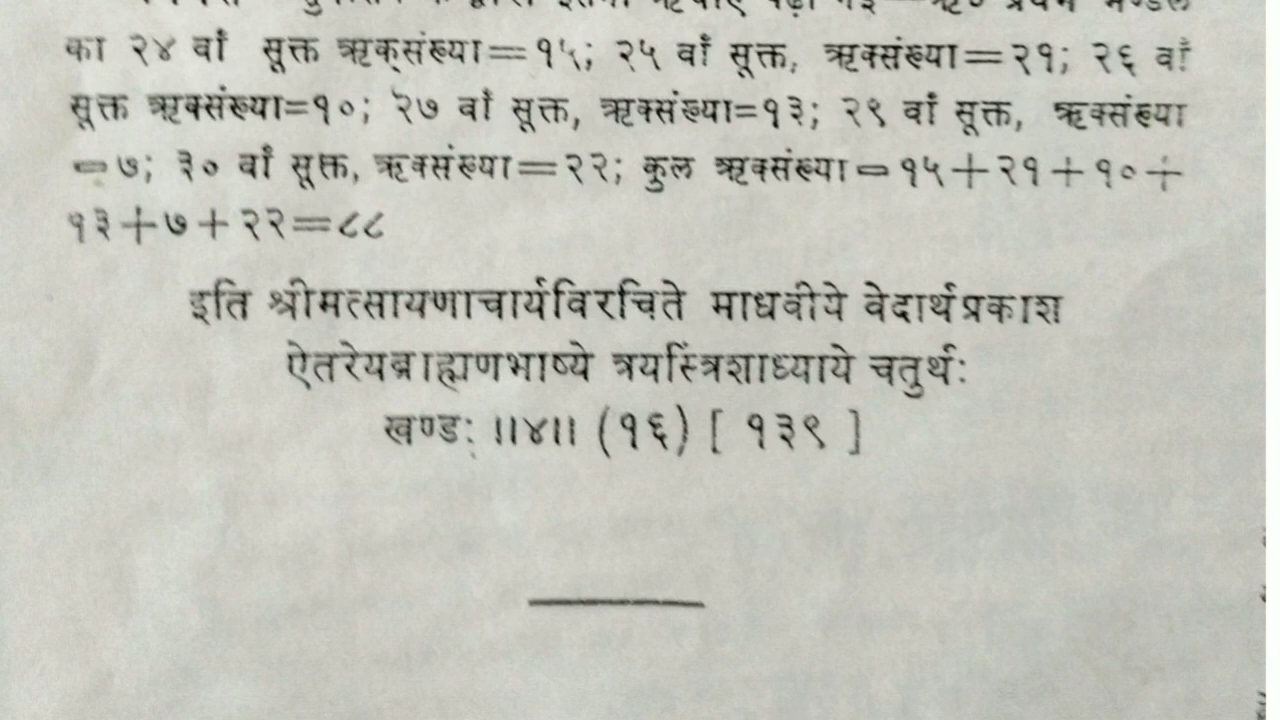 का २४ वाँ सूक्त ऋक्‌संख्या=१५; २५ वाँ सूक्त, ऋक्संख्या=२१; २६ वाँ
सूक्त ऋक्संख्या=१०; २७ वाँ सूक्त, ऋक्संख्या=१३; २९ वाँ सूक्त, ऋक्संख्या
=७; ३० वाँ सूक्त, ऋक्संख्या=२२; कुल ऋक्संख्या=१५+२१+१०+
१३+७+२२=८८
इति श्रीमत्सायणाचार्यविरचिते माधवीये वेदार्थप्रकाश
ऐतरेयब्राह्मणभाष्ये त्रयस्त्रिंशाध्याये चतुर्थः
खण्डः ॥४॥ (१६) [ १३९ ]